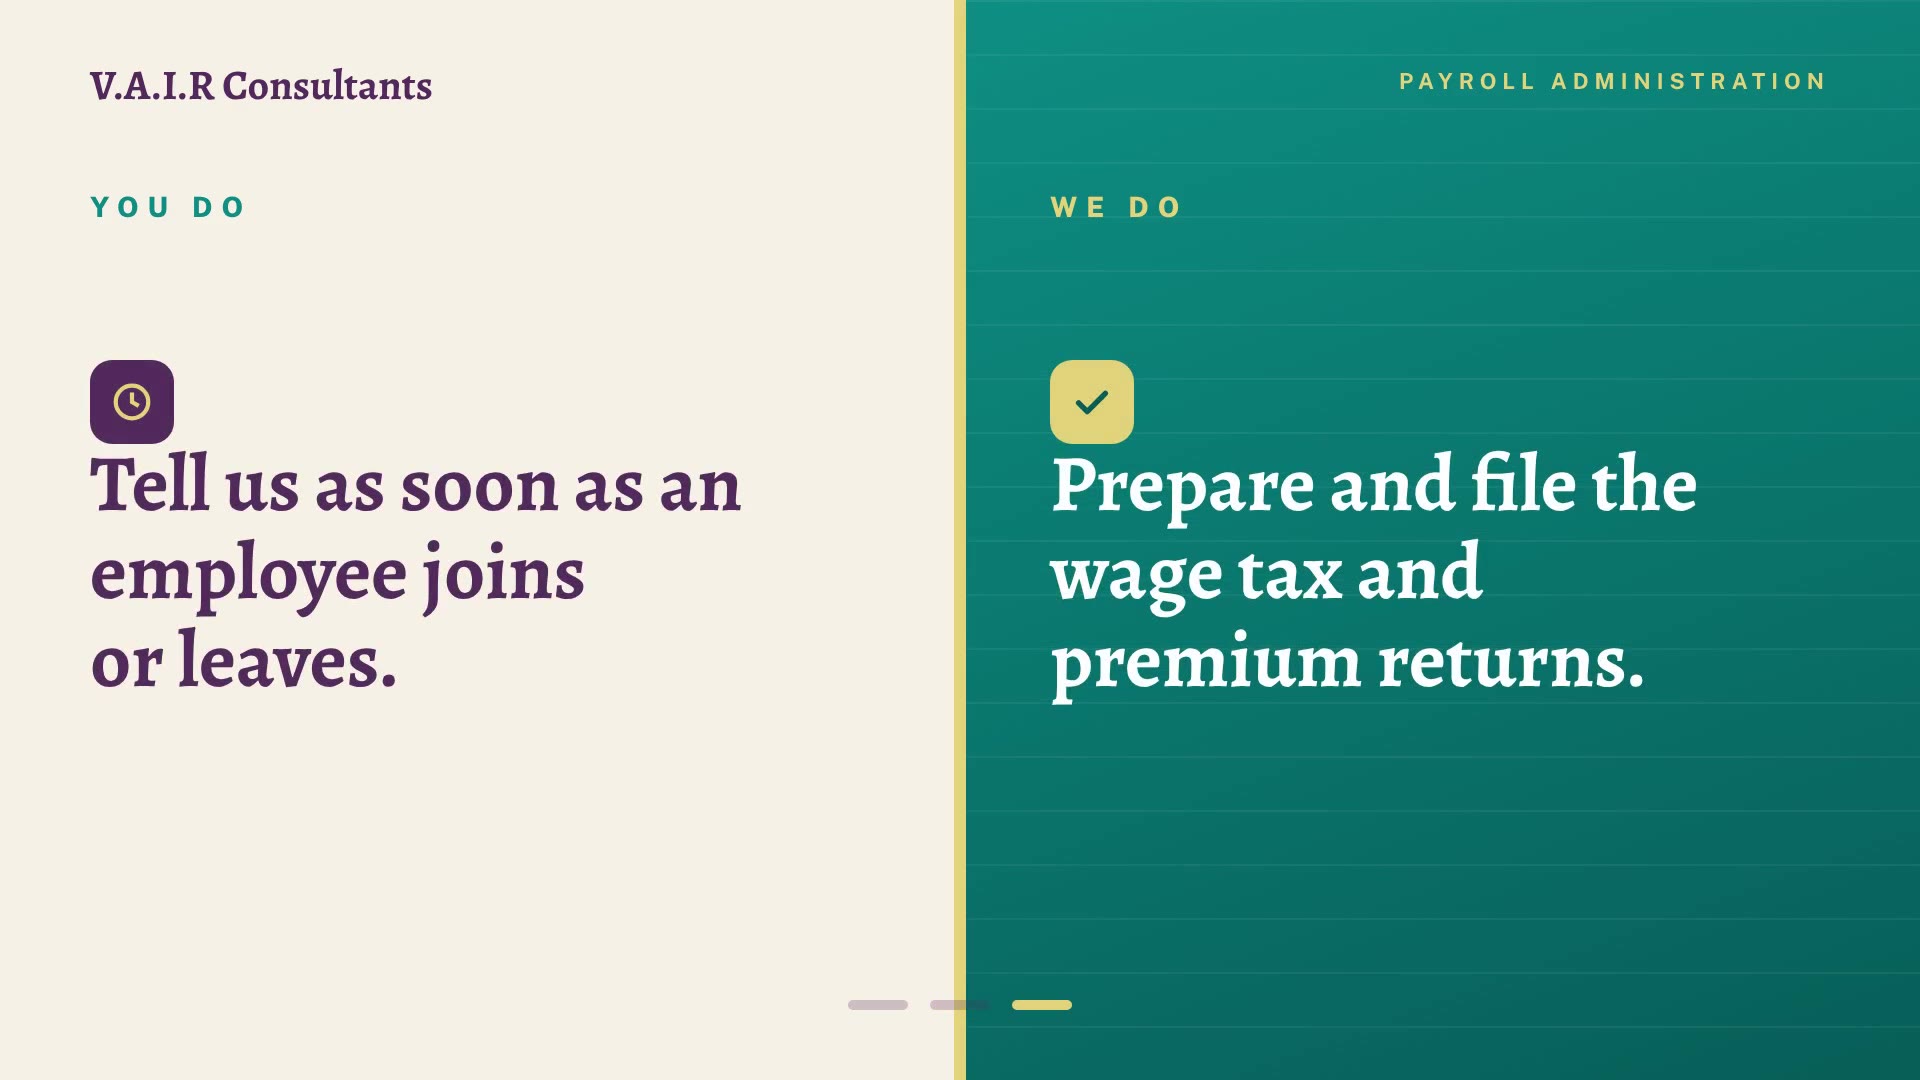 V.A.I.R Consultants
PAYROLL ADMINISTRATION
YOU DO
Tell us as soon as an
employee joins
or leaves.
WE DO
Prepare and file the
wage tax and
premium returns.